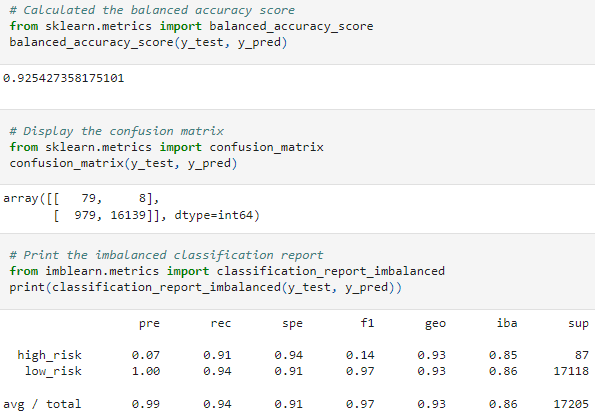 # Calculated the balanced accuracy score
from sklearn.metrics import balanced_accuracy_score
balanced_accuracy_score(y_test, y_pred)
0.925427358175101
# Display the confusion matrix
from sklearn.metrics import confusion_matrix
confusion_matrix(y_test, y_pred)
array([[   79,     8],
       [  979, 16139]], dtype=int64)
# Print the imbalanced classification report
from imblearn.metrics import classification_report_imbalanced
print(classification_report_imbalanced(y_test, y_pred))
                   pre       rec       spe        f1       geo       iba       sup
  high_risk       0.07      0.91      0.94      0.14      0.93      0.85        87
   low_risk       1.00      0.94      0.91      0.97      0.93      0.86     17118
avg / total       0.99      0.94      0.91      0.97      0.93      0.86     17205